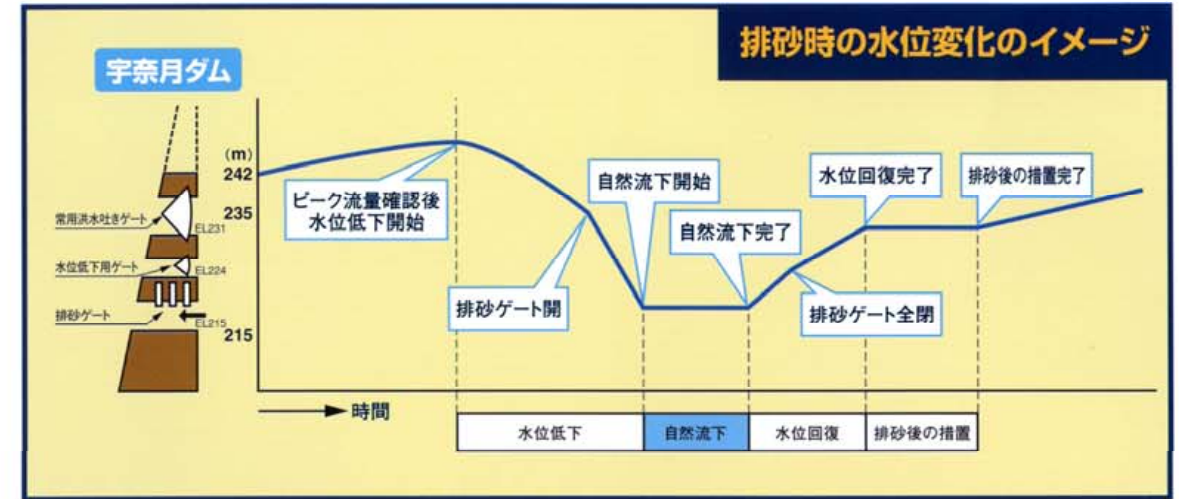 排砂時の水位変化のイメージ
宇奈月ダム
(m)
242
235
215
常用洪水吐きゲート
EL231
水位低下用ゲート
EL224
排砂ゲート
EL215
ピーク流量確認後
水位低下開始
排砂ゲート開
自然流下開始
自然流下完了
排砂ゲート全閉
水位回復完了
排砂後の措置完了
時間
水位低下
自然流下
水位回復
排砂後の措置